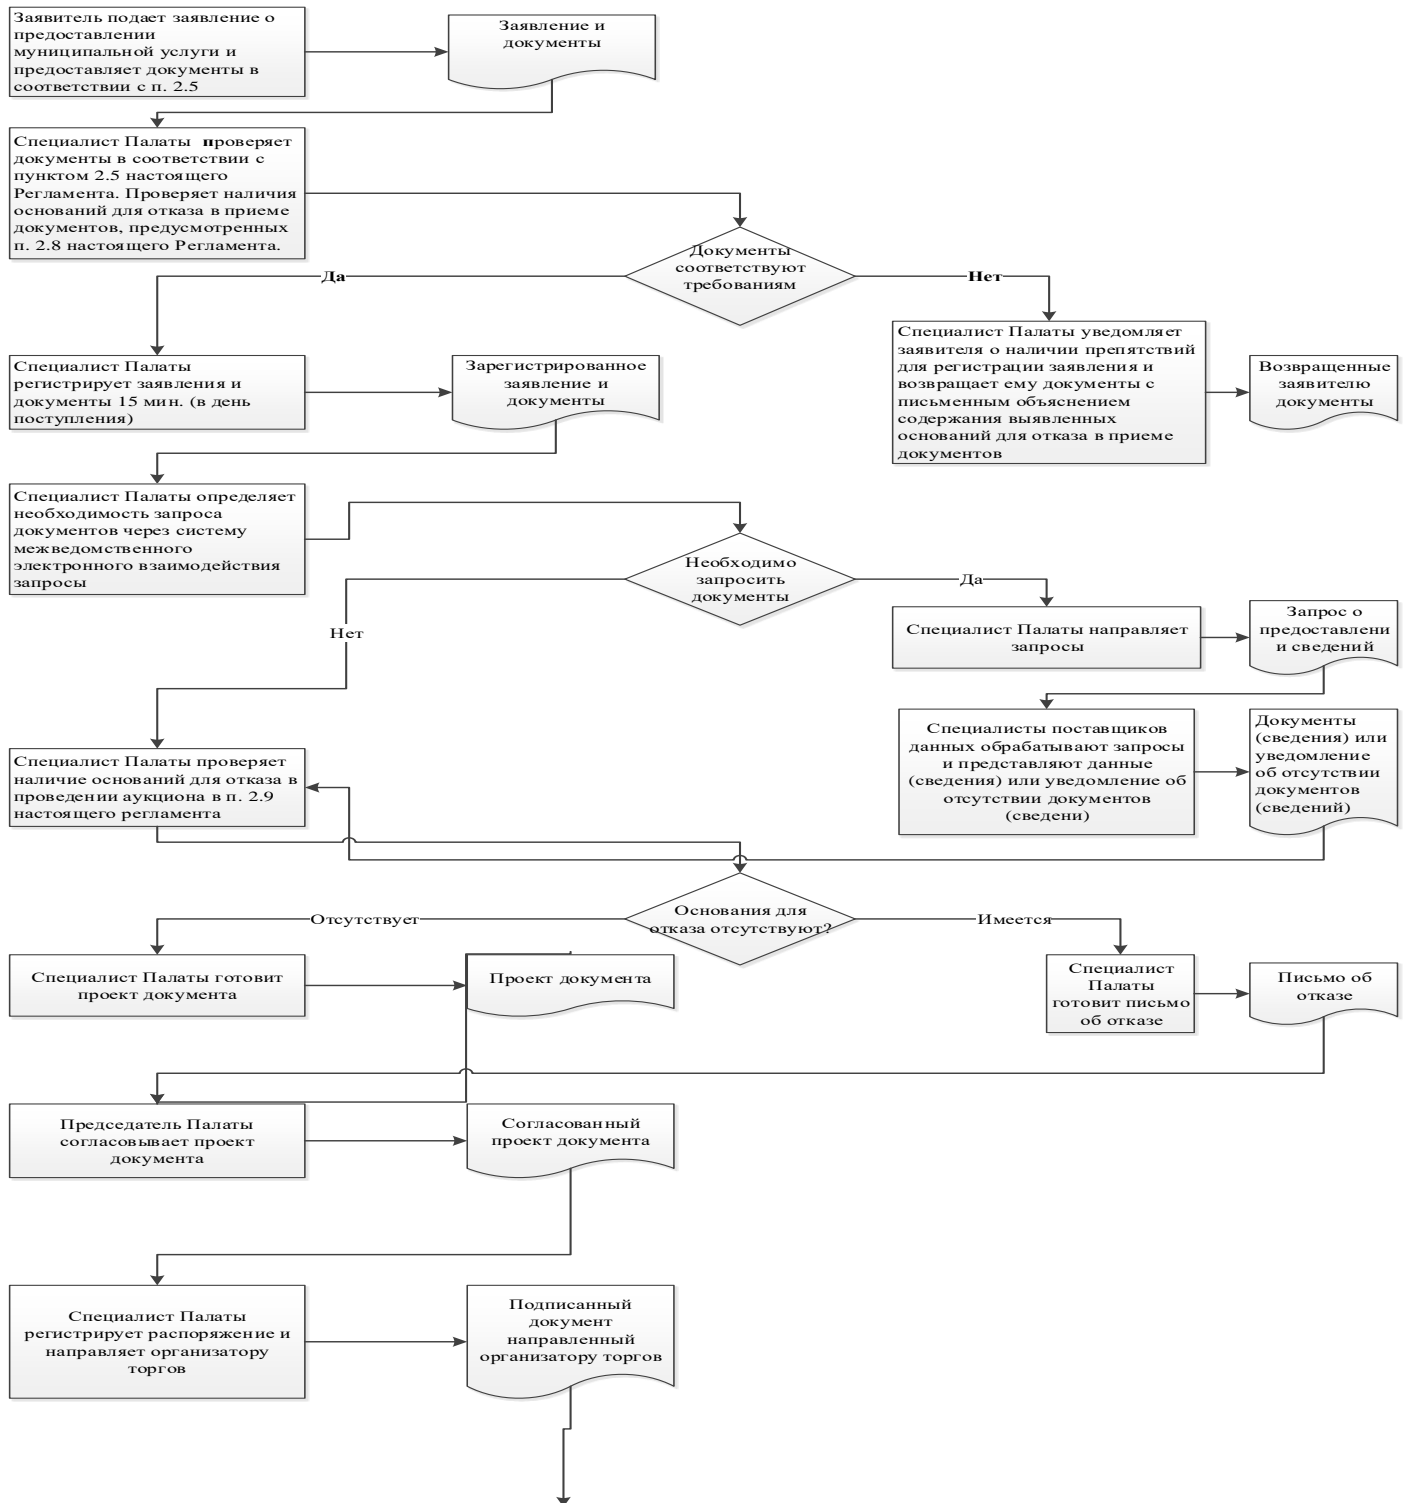 Заявитель подает заявление о
предоставлении
муниципальной услуги и
предоставляет документы в
соответствии с п. 2.5
Заявление и
документы
Специалист Палаты проверяет
документы в соответствии с
пунктом 2.5 настоящего
Регламента. Проверяет наличия
оснований для отказа в приеме
документов, предусмотренных
п. 2.8 настоящего Регламента.
Документы
соответствуют
требованиям
Да
Нет
Специалист Палаты
регистрирует заявления и
документы 15 мин. (в день
поступления)
Зарегистрированное
заявление и
документы
Специалист Палаты уведомляет
заявителя о наличии препятствий
для регистрации заявления и
возвращает ему документы с
письменным объяснением
содержания выявленных
оснований для отказа в приеме
документов
Возвращенные
заявителю
документы
Специалист Палаты определяет
необходимость запроса
документов через систему
межведомственного
электронного взаимодействия
запросы
Необходимо
запросить
документы
Да
Нет
Специалист Палаты направляет
запросы
Запрос о
предоставлени
и сведений
Специалисты поставщиков
данных обрабатывают запросы
и представляют данные
(сведения) или уведомление об
отсутствии документов
(сведени)
Документы
(сведения) или
уведомление
об отсутствии
документов
(сведений)
Специалист Палаты проверяет
наличие оснований для отказа в
проведении аукциона в п. 2.9
настоящего регламента
Основания для
отказа отсутствуют?
Отсутствует
Имеется
Специалист Палаты готовит
проект документа
Проект документа
Специалист
Палаты
готовит письмо
об отказе
Письмо об
отказе
Председатель Палаты
согласовывает проект
документа
Согласованный
проект документа
Специалист Палаты
регистрирует распоряжение и
направляет организатору
торгов
Подписанный
документ
направленный
организатору торгов